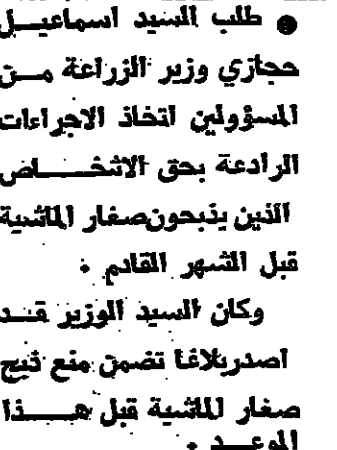 ● طلب السيد اسماعيل
حجازي وزير الزراعة من
المسؤولين اتخاذ الاجراءات
الرادعة بحق الاشخاص
الذين يذبحون صغار الماشية
قبل الشهر القادم .
وكان السيد الوزير قد
اصدر بلاغا تضمن منع ذبح
صغار الماشية قبل هذا
الموعد .